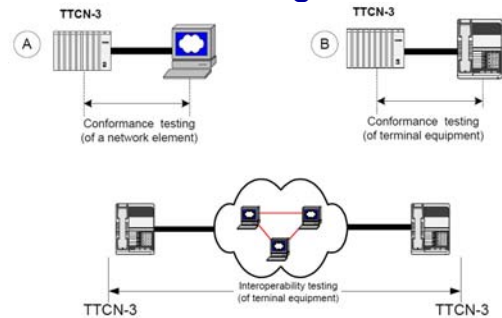 TTCN-3
A
Conformance testing
(of a network element)
TTCN-3
B
Conformance testing
(of terminal equipment)
Interoperability testing
(of terninal equipment)
TTCN-3
TTCN-3